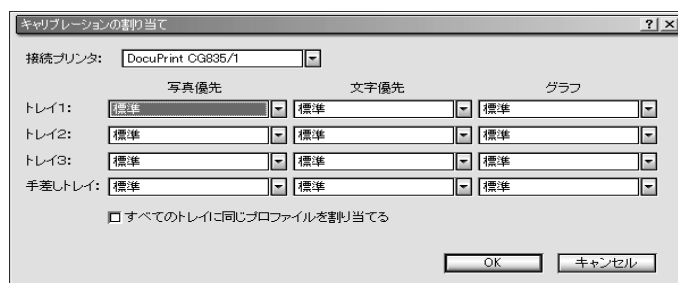 キャリブレーションの割り当て
接続プリンタ: DocuPrint CG835/1
写真優先 文字優先 グラフ
トレイ1: 標準 標準 標準
トレイ2: 標準 標準 標準
トレイ3: 標準 標準 標準
手差しトレイ: 標準 標準 標準
すべてのトレイに同じプロファイルを割り当てる
OK キャンセル